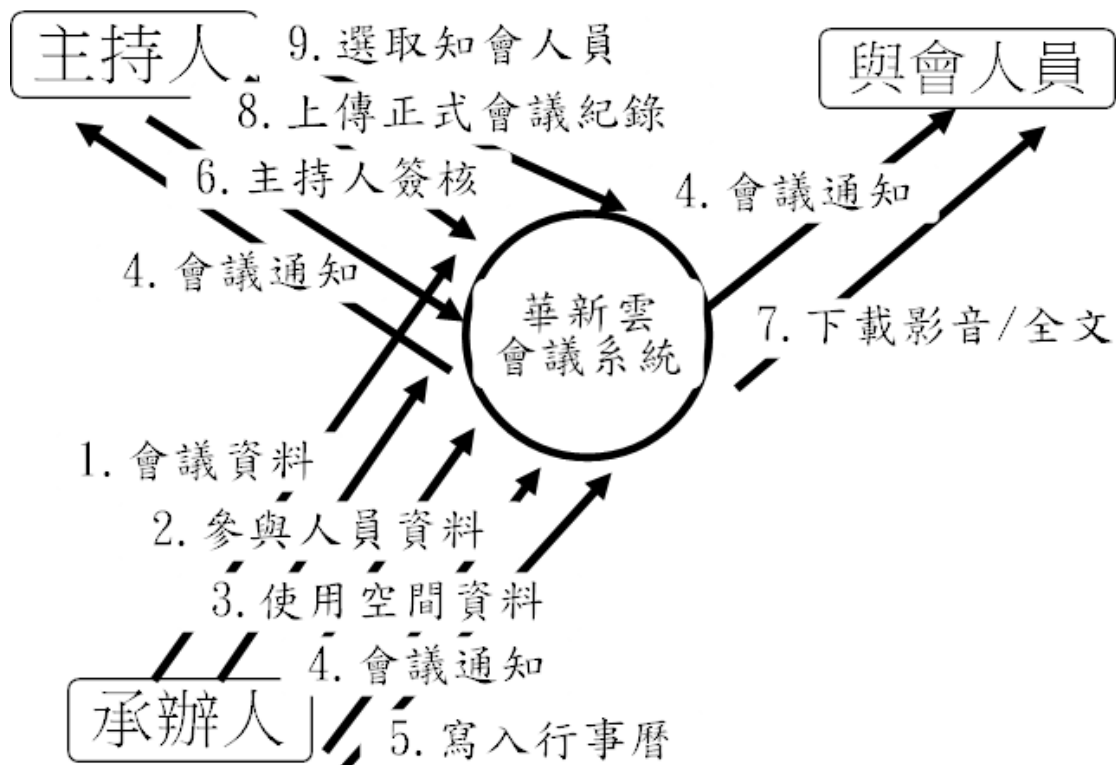 主持人
9. 選取知會人員
與會人員
8. 上傳正式會議紀錄
6. 主持人簽核
4. 會議通知
4. 會議通知
華新雲
會議系統
7. 下載影音/全文
1. 會議資料
2. 參與人員資料
3. 使用空間資料
4. 會議通知
承辦人
5. 寫入行事曆